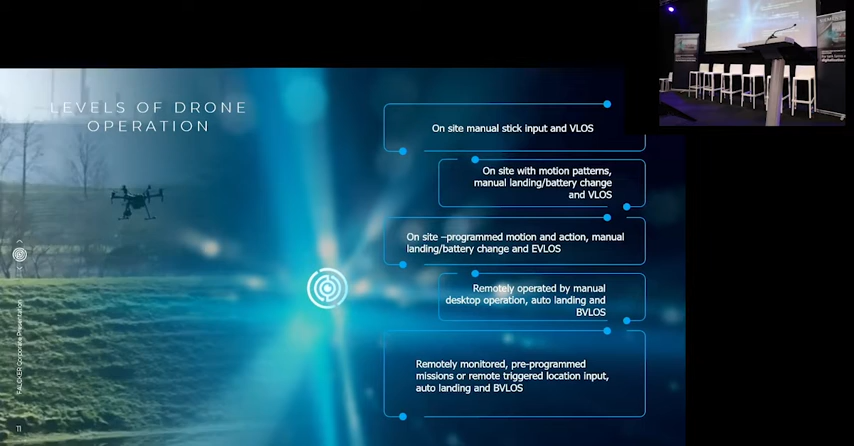 LEVELS OF DRONE
OPERATION
On site manual stick input and VLOS
On site with motion patterns,
manual landing/battery change
and VLOS
On site –programmed motion and action, manual
landing/battery change and EVLOS
Remotely operated by manual
desktop operation, auto landing and
BVLOS
Remotely monitored, pre-programmed
missions or remote triggered location input,
auto landing and BVLOS
FALCKER Corporate Presentation
11